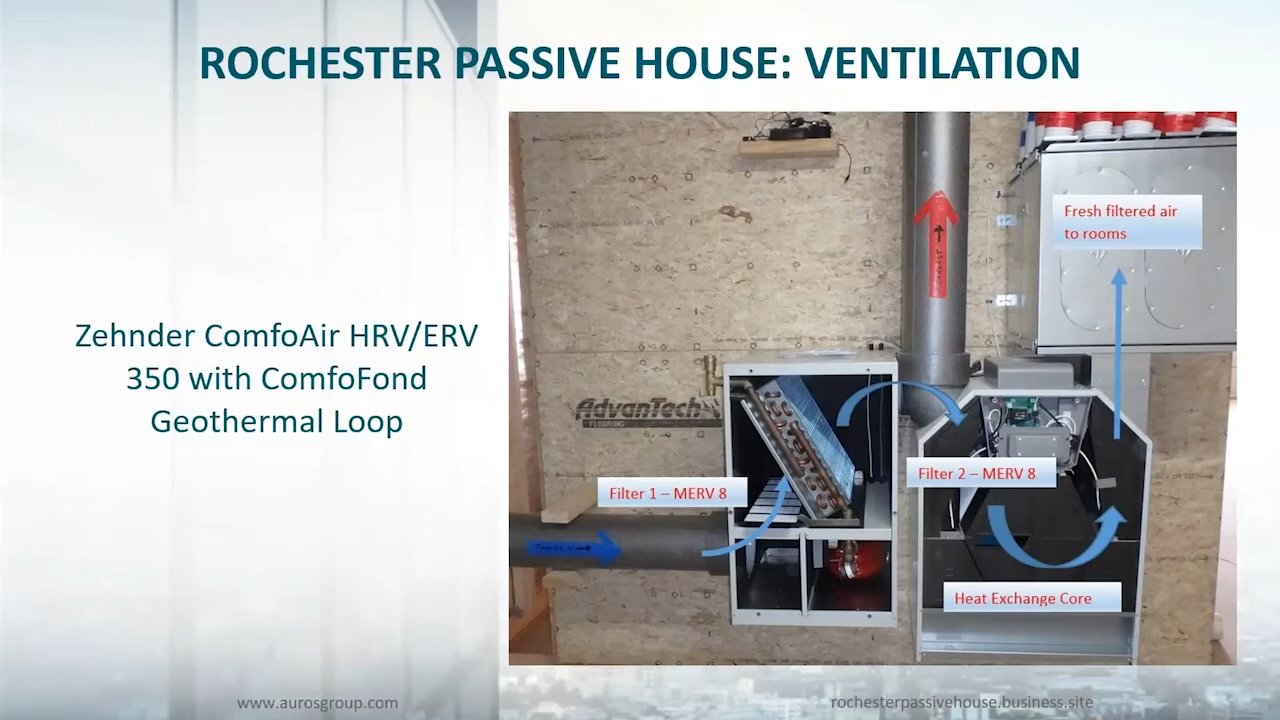 ROCHESTER PASSIVE HOUSE: VENTILATION
Zehnder ComfoAir HRV/ERV
350 with ComfoFond
Geothermal Loop
Fresh filtered air
to rooms
AdvanTech
FLOORING
Filter 1 – MERV 8
Filter 2 – MERV 8
Heat Exchange Core
www.aurosgroup.com
rochesterpassivehouse.business.site